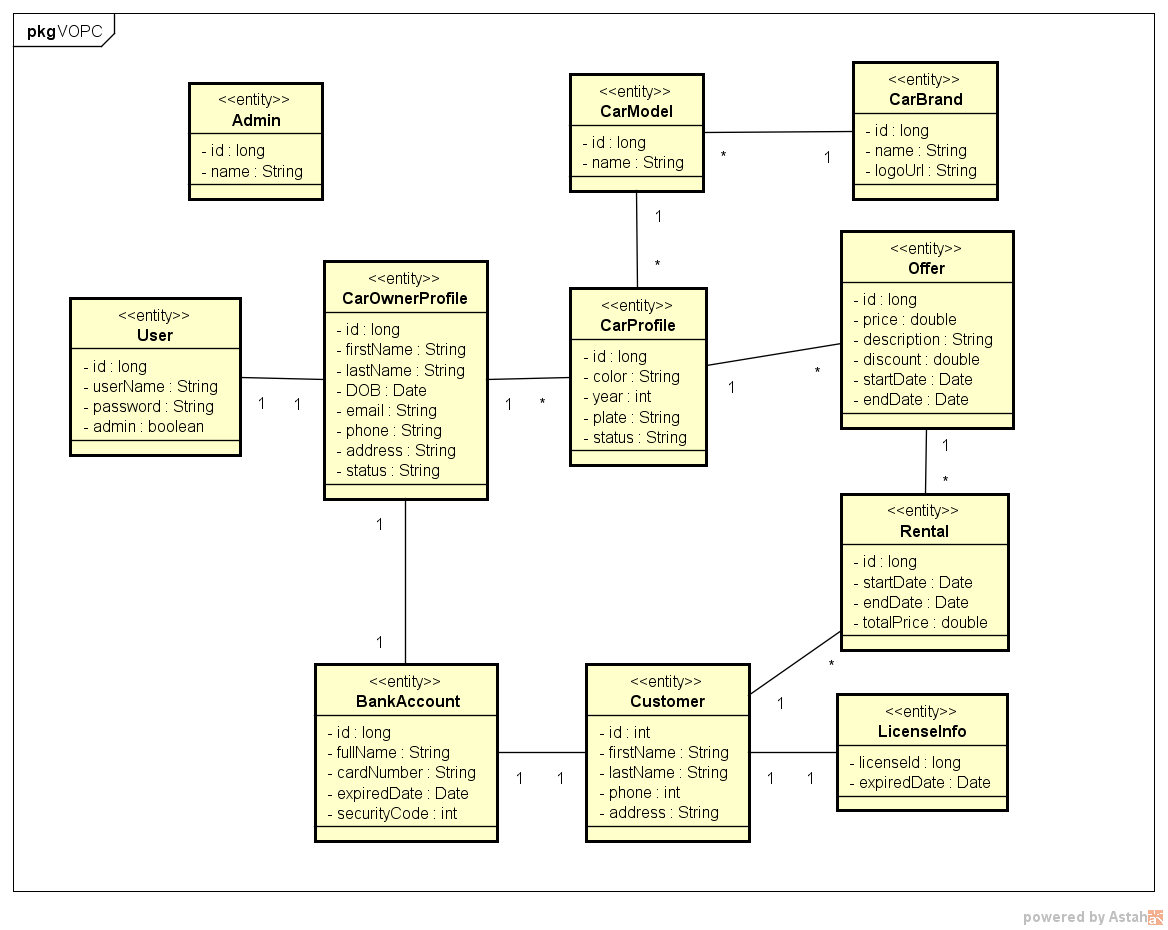 pkg VOPC
<<entity>>
Admin
- id : long
- name : String
<<entity>>
CarModel
- id : long
- name : String
<<entity>>
CarBrand
- id : long
- name : String
- logoUrl : String
*
1
1
*
<<entity>>
User
- id : long
- userName : String
- password : String
- admin : boolean
1
1
<<entity>>
CarOwnerProfile
- id : long
- firstName : String
- lastName : String
- DOB : Date
- email : String
- phone : String
- address : String
- status : String
1
*
<<entity>>
CarProfile
- id : long
- color : String
- year : int
- plate : String
- status : String
1
*
<<entity>>
Offer
- id : long
- price : double
- description : String
- discount : double
- startDate : Date
- endDate : Date
1
*
<<entity>>
Rental
- id : long
- startDate : Date
- endDate : Date
- totalPrice : double
*
1
1
1
<<entity>>
BankAccount
- id : long
- fullName : String
- cardNumber : String
- expiredDate : Date
- securityCode : int
1
1
<<entity>>
Customer
- id : int
- firstName : String
- lastName : String
- phone : int
- address : String
1
1
<<entity>>
LicenseInfo
- licenseId : long
- expiredDate : Date
powered by Astah